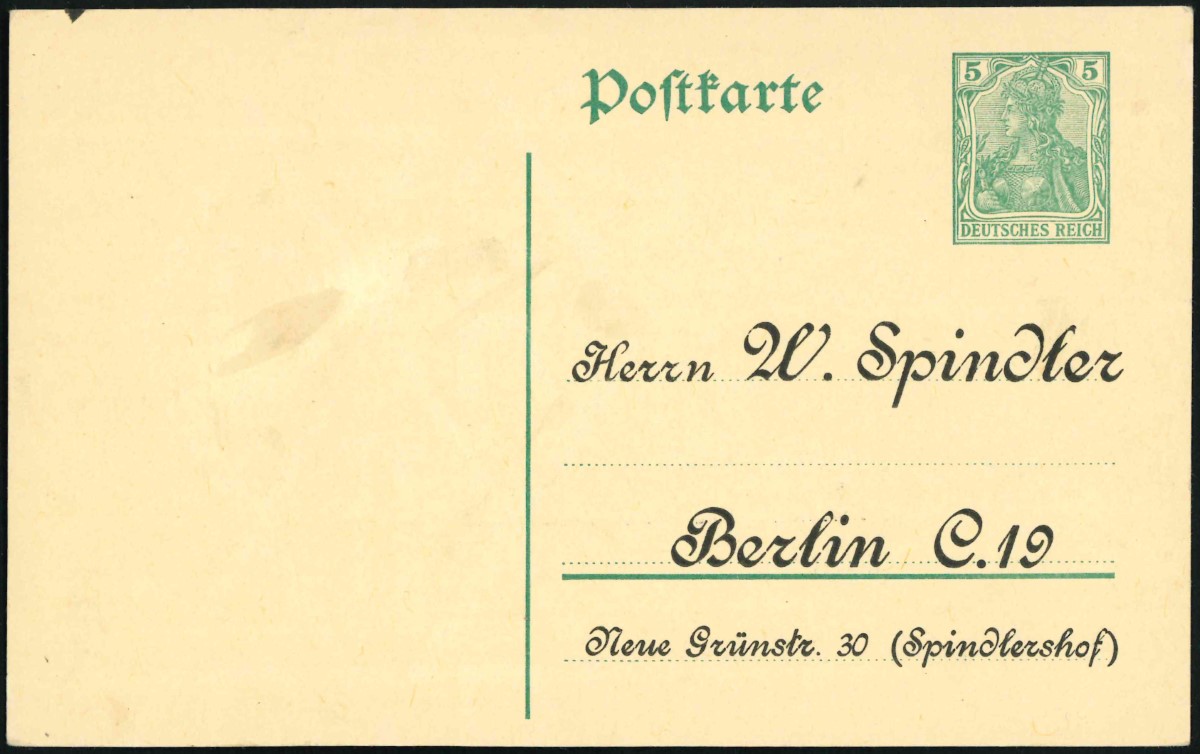 Poſtkarte
5 5
DEUTSCHES REICH
Herrn W. Spindler
Berlin C.19
Neue Grünstr. 30 (Spindlershof)